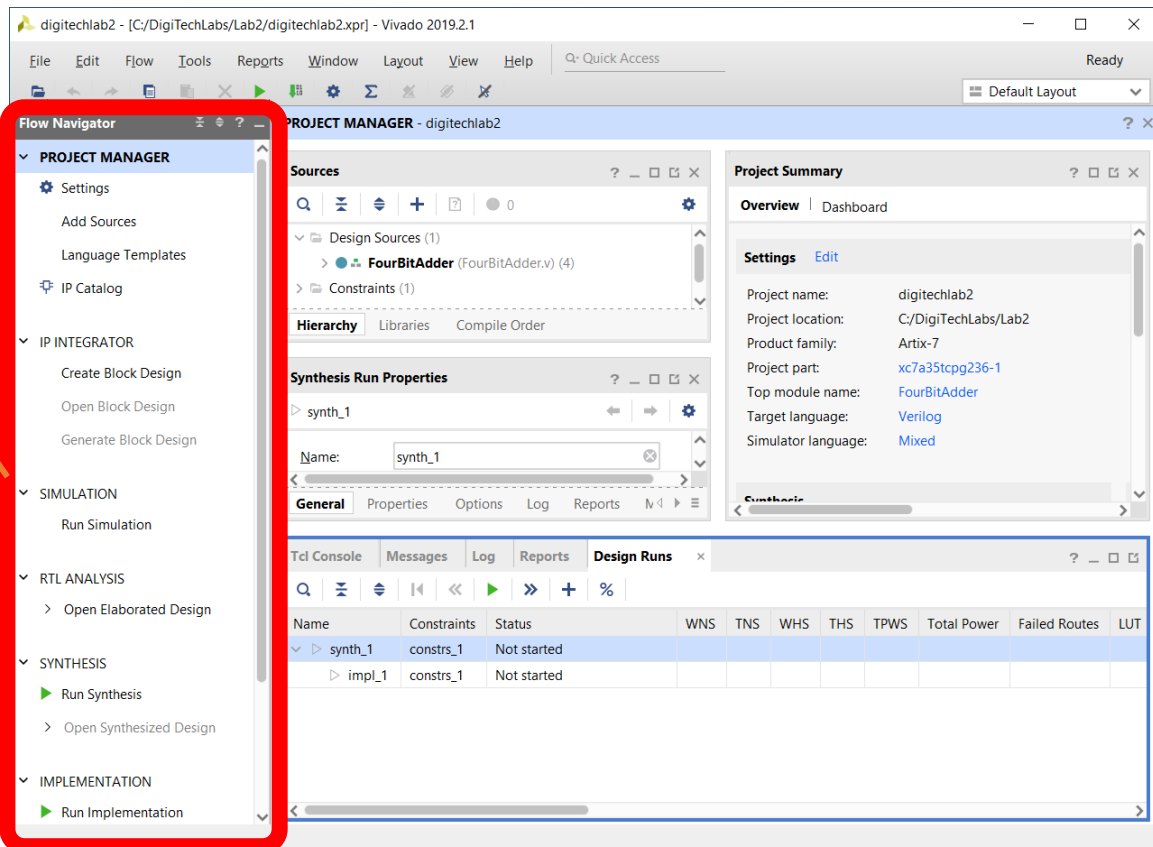 digitechlab2 - [C:/DigiTechLabs/Lab2/digitechlab2.xpr] - Vivado 2019.2.1
File Edit Flow Tools Reports Window Layout View Help Quick Access Ready
Default Layout
Flow Navigator
PROJECT MANAGER
Settings
Add Sources
Language Templates
IP Catalog
IP INTEGRATOR
Create Block Design
Open Block Design
Generate Block Design
SIMULATION
Run Simulation
RTL ANALYSIS
Open Elaborated Design
SYNTHESIS
Run Synthesis
Open Synthesized Design
IMPLEMENTATION
Run Implementation
PROJECT MANAGER - digitechlab2
Sources
0
Design Sources (1)
FourBitAdder (FourBitAdder.v) (4)
Constraints (1)
Hierarchy Libraries Compile Order
Synthesis Run Properties
synth_1
Name: synth_1
General Properties Options Log Reports
Project Summary
Overview Dashboard
Settings Edit
Project name: digitechlab2
Project location: C:/DigiTechLabs/Lab2
Product family: Artix-7
Project part: xc7a35tcpg236-1
Top module name: FourBitAdder
Target language: Verilog
Simulator language: Mixed
Synthesis
Tcl Console Messages Log Reports Design Runs
Name Constraints Status WNS TNS WHS THS TPWS Total Power Failed Routes LUT
synth_1 constrs_1 Not started
impl_1 constrs_1 Not started